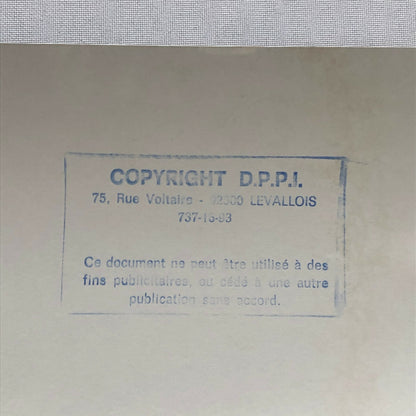 COPYRIGHT D.P.P.I.
75, Rue Voltaire - 92300 LEVALLOIS
737-15-93
Ce document ne peut être utilisé à des
fins publicitaires, ou cédé à une autre
publication sans accord.